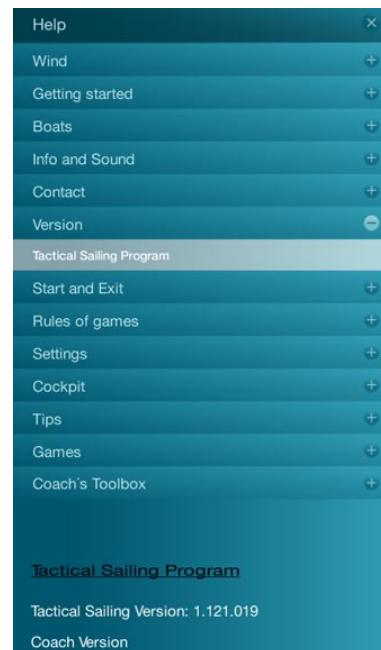 Help
Wind
Getting started
Boats
Info and Sound
Contact
Version
Tactical Sailing Program
Start and Exit
Rules of games
Settings
Cockpit
Tips
Games
Coach´s Toolbox
Tactical Sailing Program
Tactical Sailing Version: 1.121.019
Coach Version